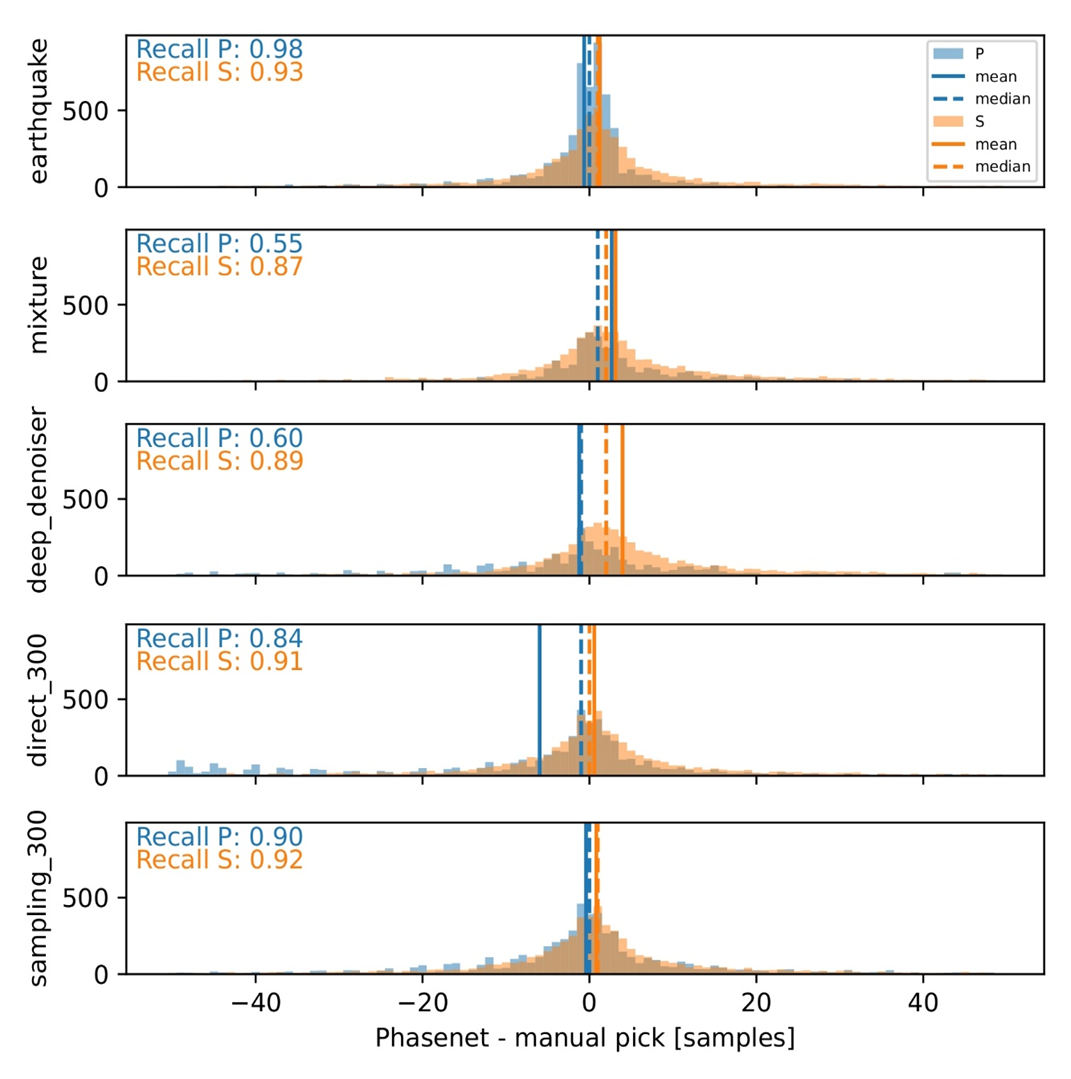 earthquake
Recall P: 0.98
Recall S: 0.93
500
0
P
mean
median
S
mean
median
mixture
Recall P: 0.55
Recall S: 0.87
500
0
deep_denoiser
Recall P: 0.60
Recall S: 0.89
500
0
direct_300
Recall P: 0.84
Recall S: 0.91
500
0
sampling_300
Recall P: 0.90
Recall S: 0.92
500
0
−40 −20 0 20 40
Phasenet - manual pick [samples]